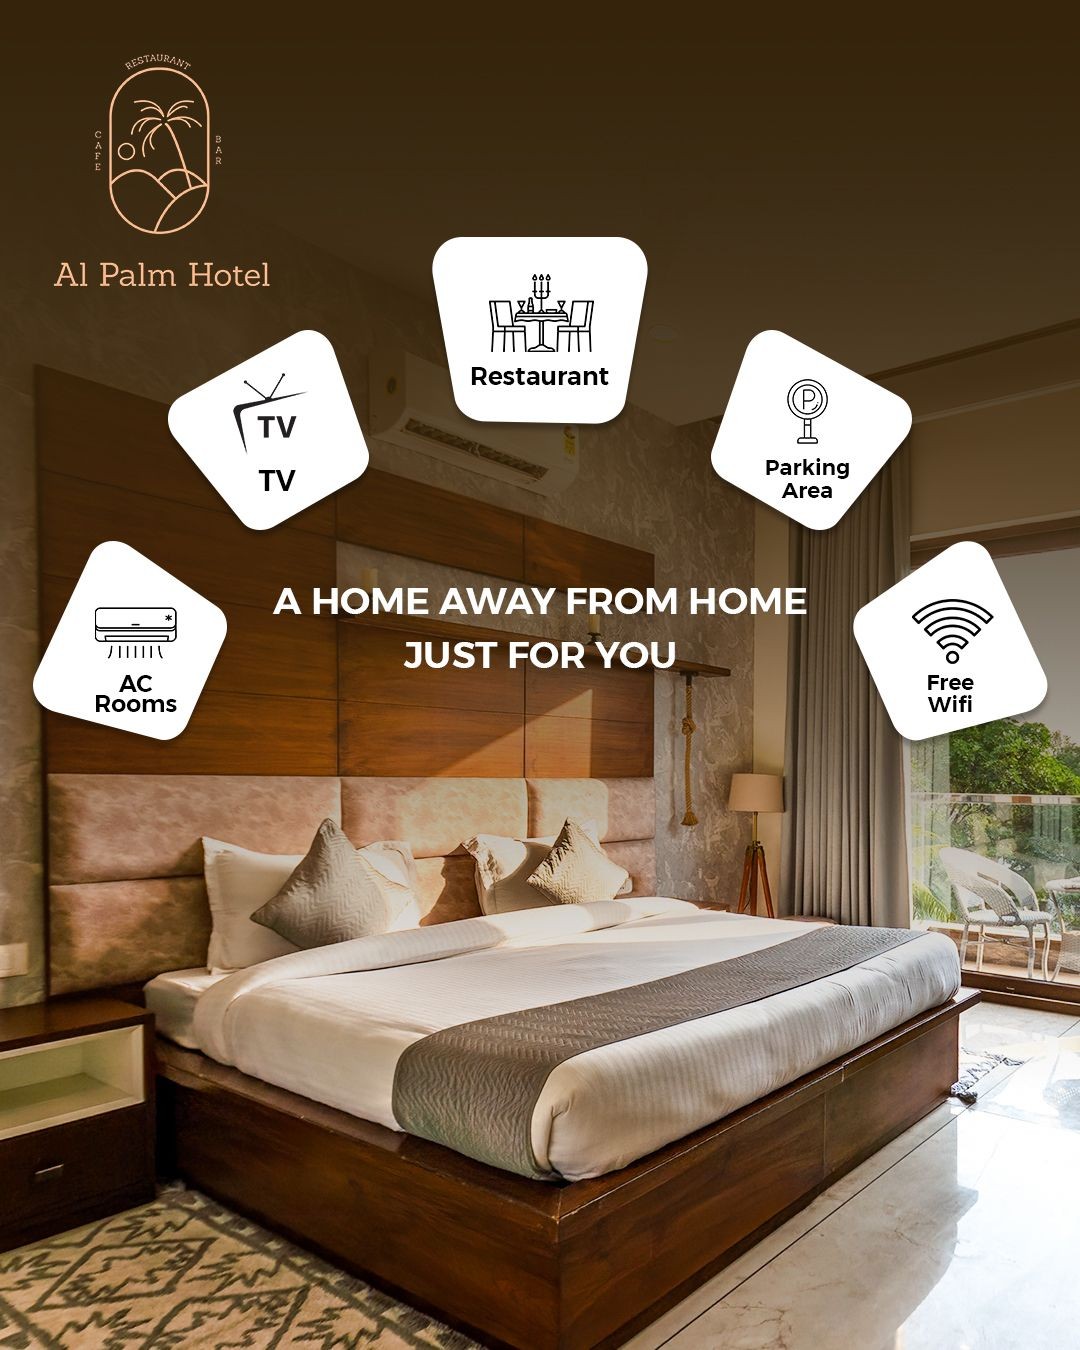 RESTAURANT
CAFE
BAR
Al Palm Hotel
Restaurant
TV
TV
P
Parking
Area
A HOME AWAY FROM HOME
JUST FOR YOU
AC
Rooms
Free
Wifi